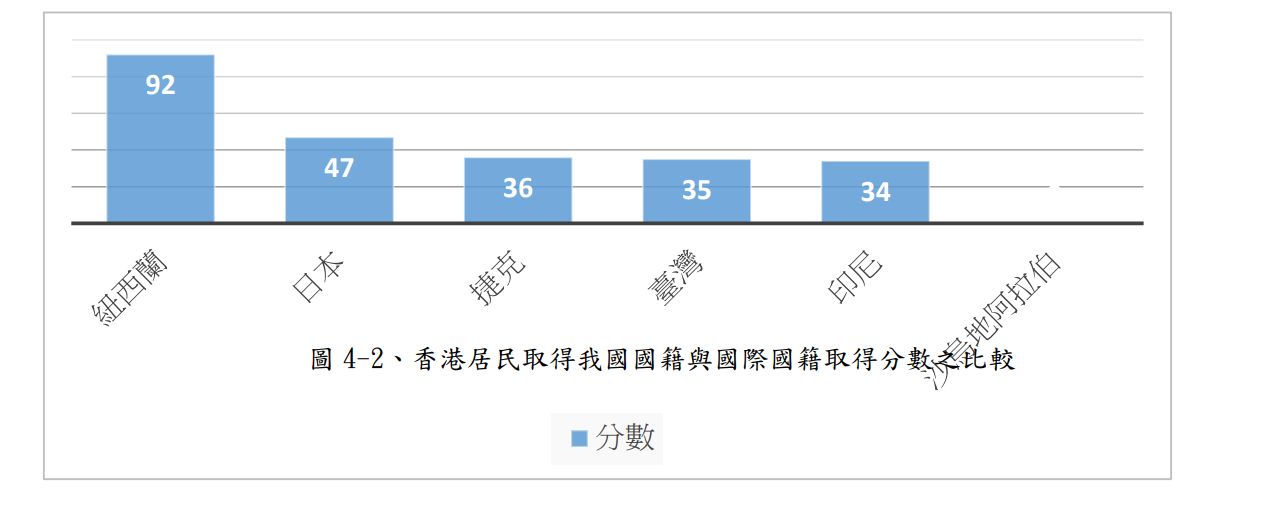 92
47
36
35
34
-
紐西蘭
日本
捷克
臺灣
印尼
沙烏地阿拉伯
圖 4-2、香港居民取得我國國籍與國際國籍取得分數之比較
分數